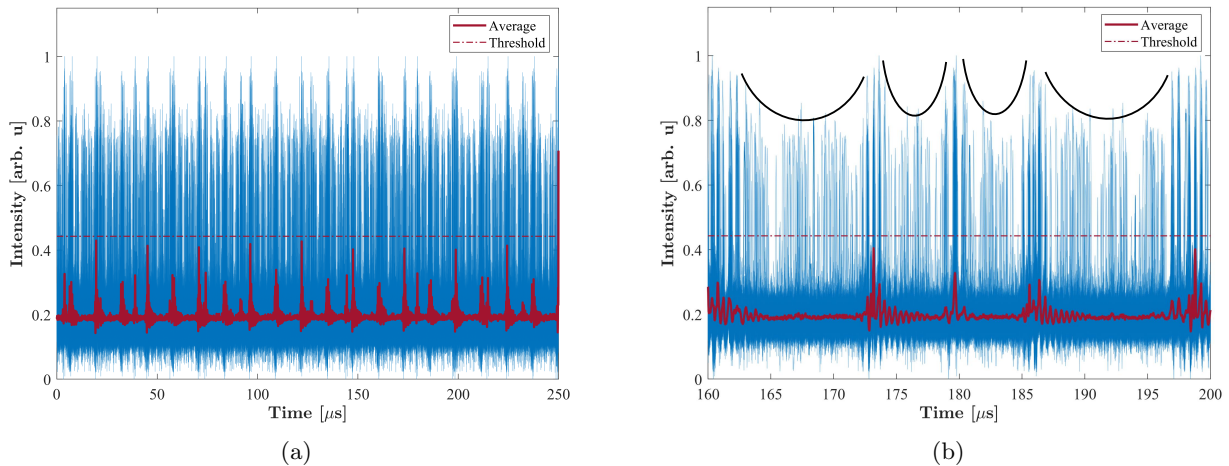 Average
Threshold
1
0.8
0.6
0.4
0.2
0
Intensity [arb. u]
0 50 100 150 200 250
Time [μs]
(a)
Average
Threshold
1
0.8
0.6
0.4
0.2
0
Intensity [arb. u]
160 165 170 175 180 185 190 195 200
Time [μs]
(b)